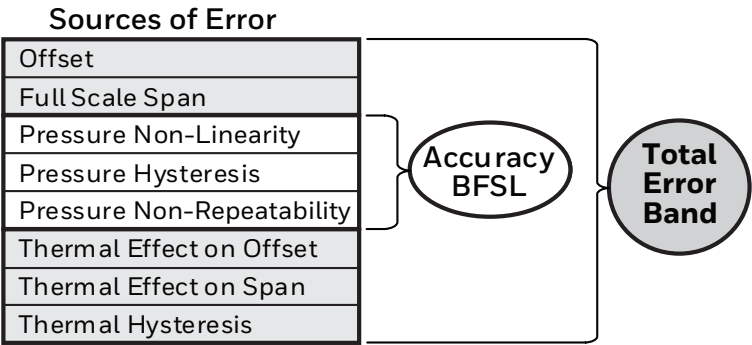 Sources of Error
Offset
Full Scale Span
Pressure Non-Linearity
Pressure Hysteresis
Pressure Non-Repeatability
Thermal Effect on Offset
Thermal Effect on Span
Thermal Hysteresis
Accuracy
BFSL
Total
Error
Band